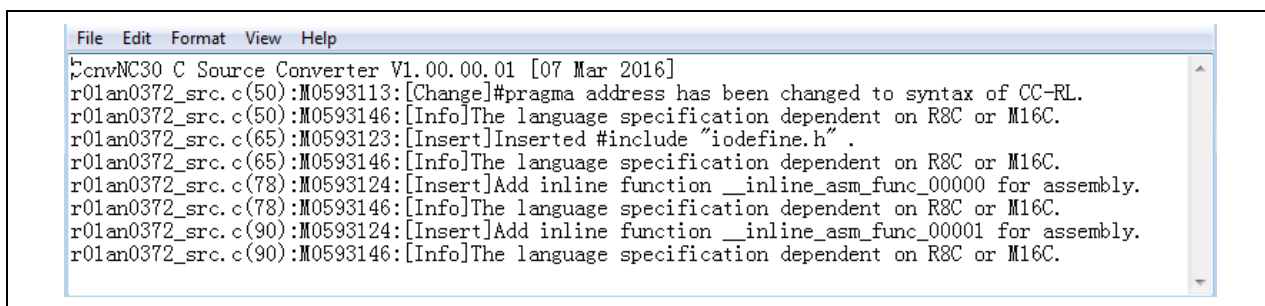 File Edit Format View Help
CcnvNC30 C Source Converter V1.00.00.01 [07 Mar 2016]
r01an0372_src.c(50):M0593113:[Change]#pragma address has been changed to syntax of CC-RL.
r01an0372_src.c(50):M0593146:[Info]The language specification dependent on R8C or M16C.
r01an0372_src.c(65):M0593123:[Insert]Inserted #include "iodefine.h" .
r01an0372_src.c(65):M0593146:[Info]The language specification dependent on R8C or M16C.
r01an0372_src.c(78):M0593124:[Insert]Add inline function __inline_asm_func_00000 for assembly.
r01an0372_src.c(78):M0593146:[Info]The language specification dependent on R8C or M16C.
r01an0372_src.c(90):M0593124:[Insert]Add inline function __inline_asm_func_00001 for assembly.
r01an0372_src.c(90):M0593146:[Info]The language specification dependent on R8C or M16C.